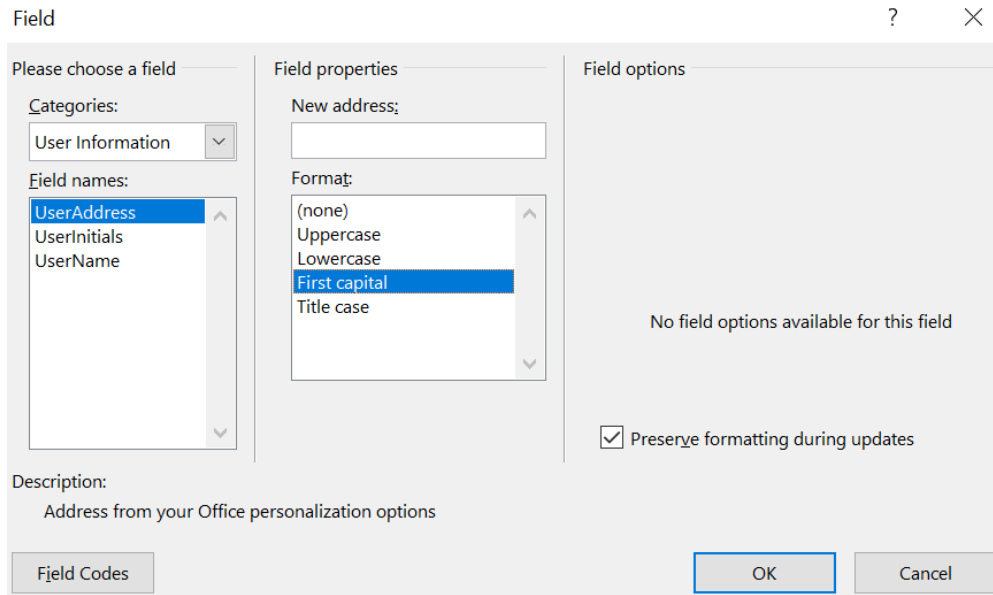 Field
?
Please choose a field
Categories:
User Information
Field names:
UserAddress
UserInitials
UserName
Field properties
New address:
Format:
(none)
Uppercase
Lowercase
First capital
Title case
Field options
No field options available for this field
Preserve formatting during updates
Description:
Address from your Office personalization options
Field Codes
OK
Cancel